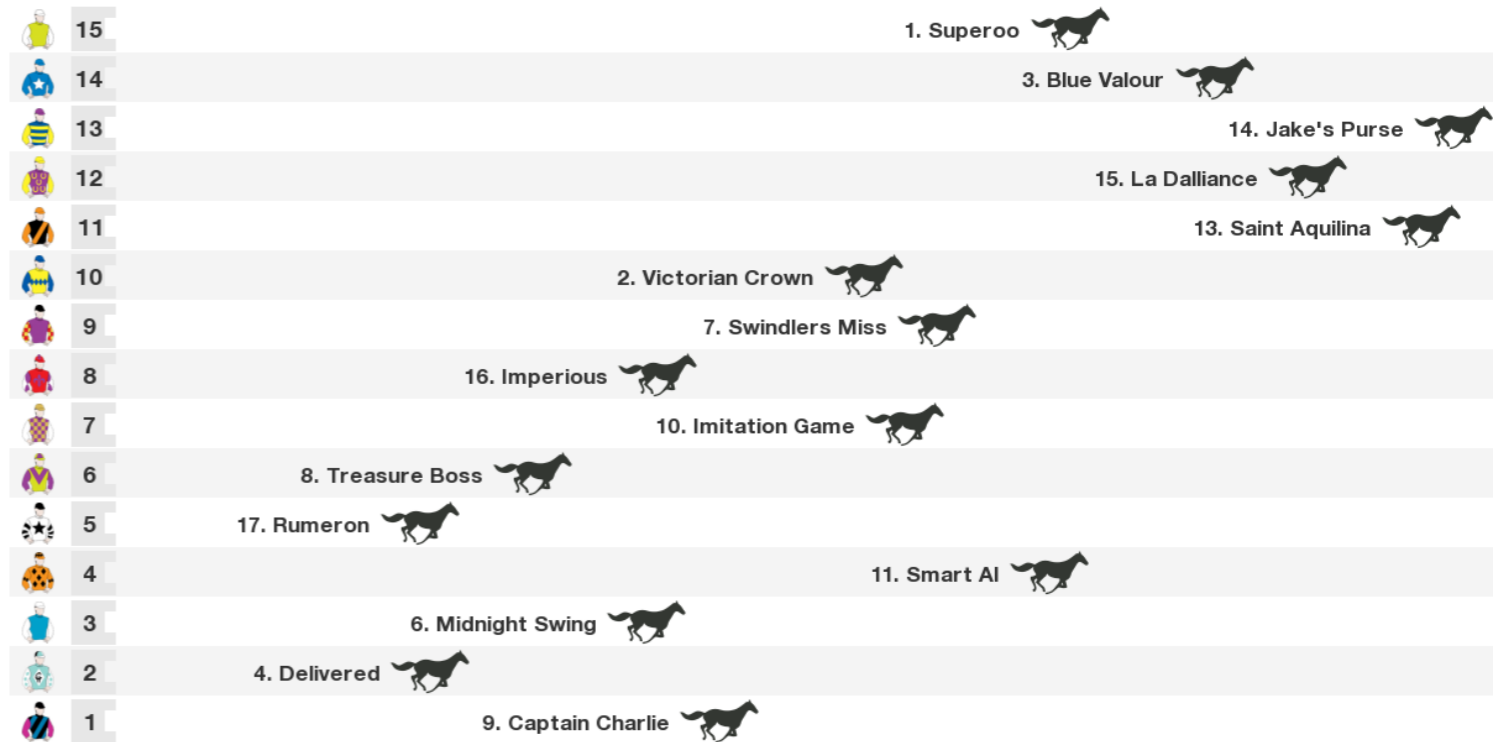 15 1. Superoo
14 3. Blue Valour
13 14. Jake's Purse
12 15. La Dalliance
11 13. Saint Aquilina
10 2. Victorian Crown
9 7. Swindlers Miss
8 16. Imperious
7 10. Imitation Game
6 8. Treasure Boss
5 17. Rumeron
4 11. Smart Al
3 6. Midnight Swing
2 4. Delivered
1 9. Captain Charlie